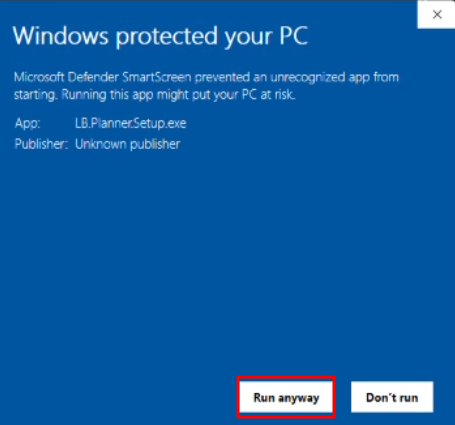 Windows protected your PC
Microsoft Defender SmartScreen prevented an unrecognized app from
starting. Running this app might put your PC at risk.
App: LB.Planner.Setup.exe
Publisher: Unknown publisher
Run anyway Don't run